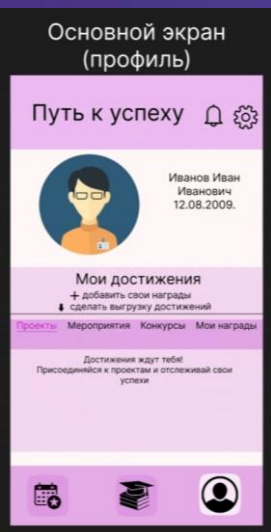 Основной экран
(профиль)
Путь к успеху
Иванов Иван
Иванович
12.08.2009.
Мои достижения
+ добавить свои награды
сделать выгрузку достижений
Проекты Мероприятия Конкурсы Мои награды
Достижения ждут тебя!
Присоединяйся к проектам и отслеживай свои
успехи